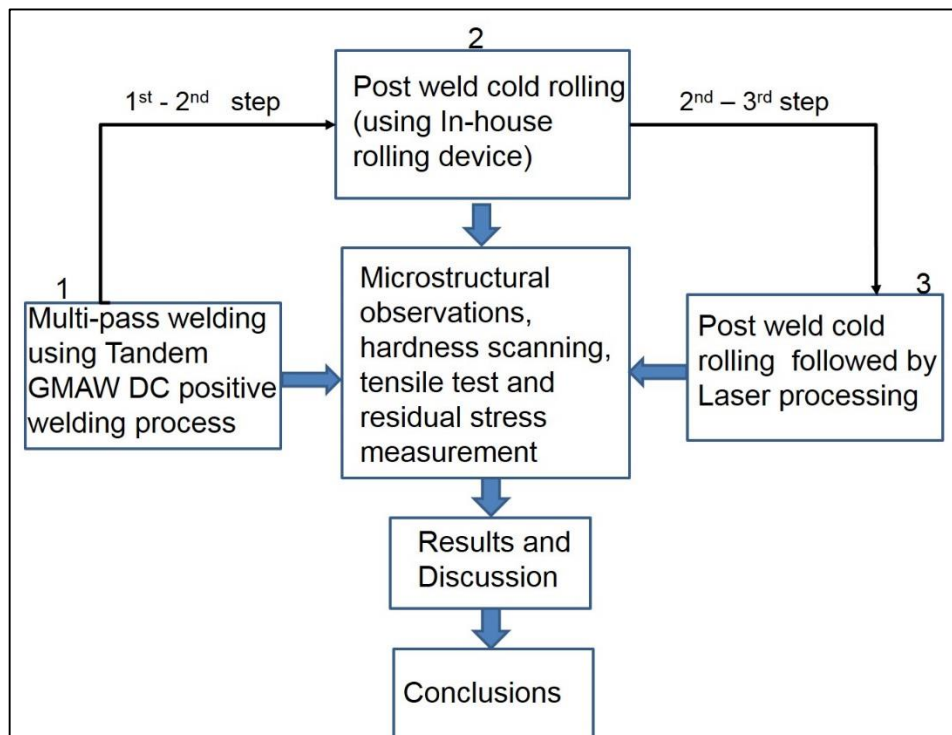 2
Post weld cold rolling
(using In-house
rolling device)
1st - 2nd step
2nd – 3rd step
1
Multi-pass welding
using Tandem
GMAW DC positive
welding process
Microstructural
observations,
hardness scanning,
tensile test and
residual stress
measurement
3
Post weld cold
rolling followed by
Laser processing
Results and
Discussion
Conclusions